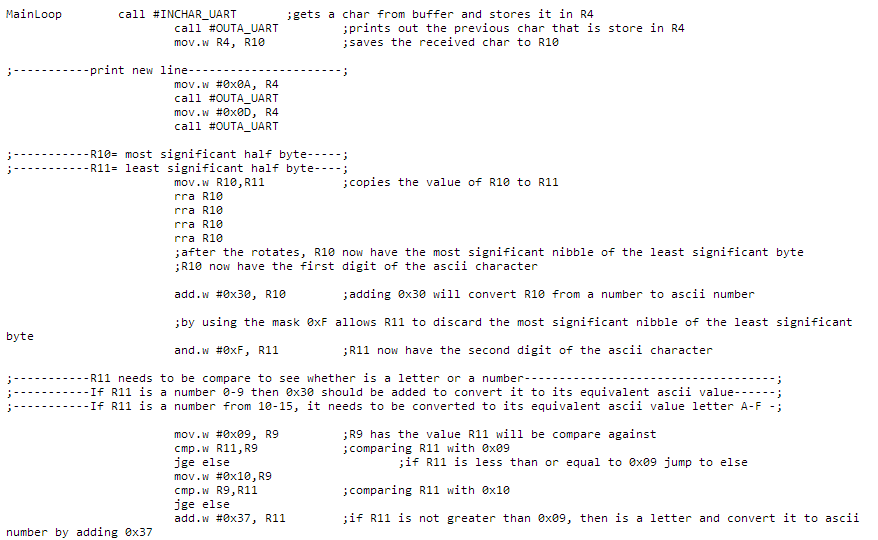 MainLoop call #INCHAR_UART ;gets a char from buffer and stores it in R4
call #OUTA_UART ;prints out the previous char that is store in R4
mov.w R4, R10 ;saves the received char to R10
;-----------print new line----------------------;
mov.w #0x0A, R4
call #OUTA_UART
mov.w #0x0D, R4
call #OUTA_UART
;-----------R10= most significant half byte-----;
;-----------R11= least significant half byte----;
mov.w R10,R11 ;copies the value of R10 to R11
rra R10
rra R10
rra R10
rra R10
;after the rotates, R10 now have the most significant nibble of the least significant byte
;R10 now have the first digit of the ascii character
add.w #0x30, R10 ;adding 0x30 will convert R10 from a number to ascii number
;by using the mask 0xF allows R11 to discard the most significant nibble of the least significant
byte
and.w #0xF, R11 ;R11 now have the second digit of the ascii character
;-----------R11 needs to be compare to see whether is a letter or a number------------------------------------;
;-----------If R11 is a number 0-9 then 0x30 should be added to convert it to its equivalent ascii value------;
;-----------If R11 is a number from 10-15, it needs to be converted to its equivalent ascii value letter A-F -;
mov.w #0x09, R9 ;R9 has the value R11 will be compare against
cmp.w R11,R9 ;comparing R11 with 0x09
jge else ;if R11 is less than or equal to 0x09 jump to else
mov.w #0x10,R9
cmp.w R9,R11 ;comparing R11 with 0x10
jge else
add.w #0x37, R11 ;if R11 is not greater than 0x09, then is a letter and convert it to ascii
number by adding 0x37